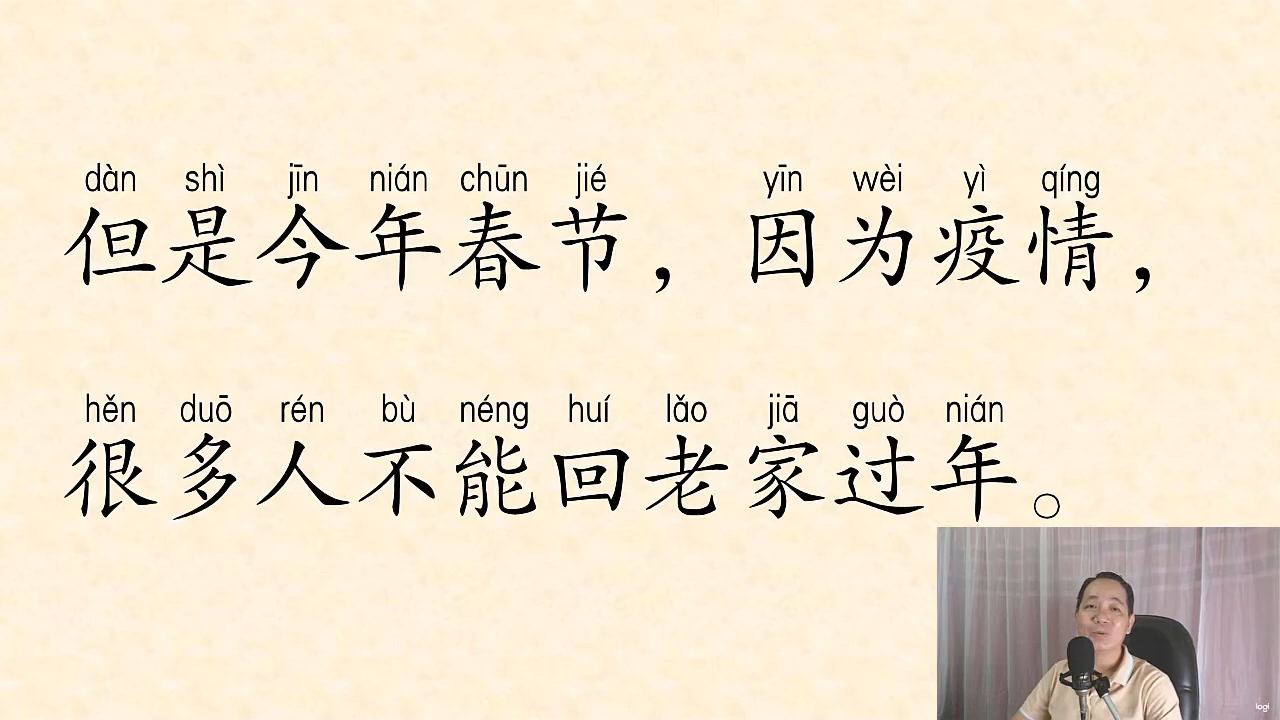 dàn shì jīn nián chūn jié yīn wèi yì qíng
但是今年春节，因为疫情，
hěn duō rén bù néng huí lǎo jiā guò nián
很多人不能回老家过年。
logi